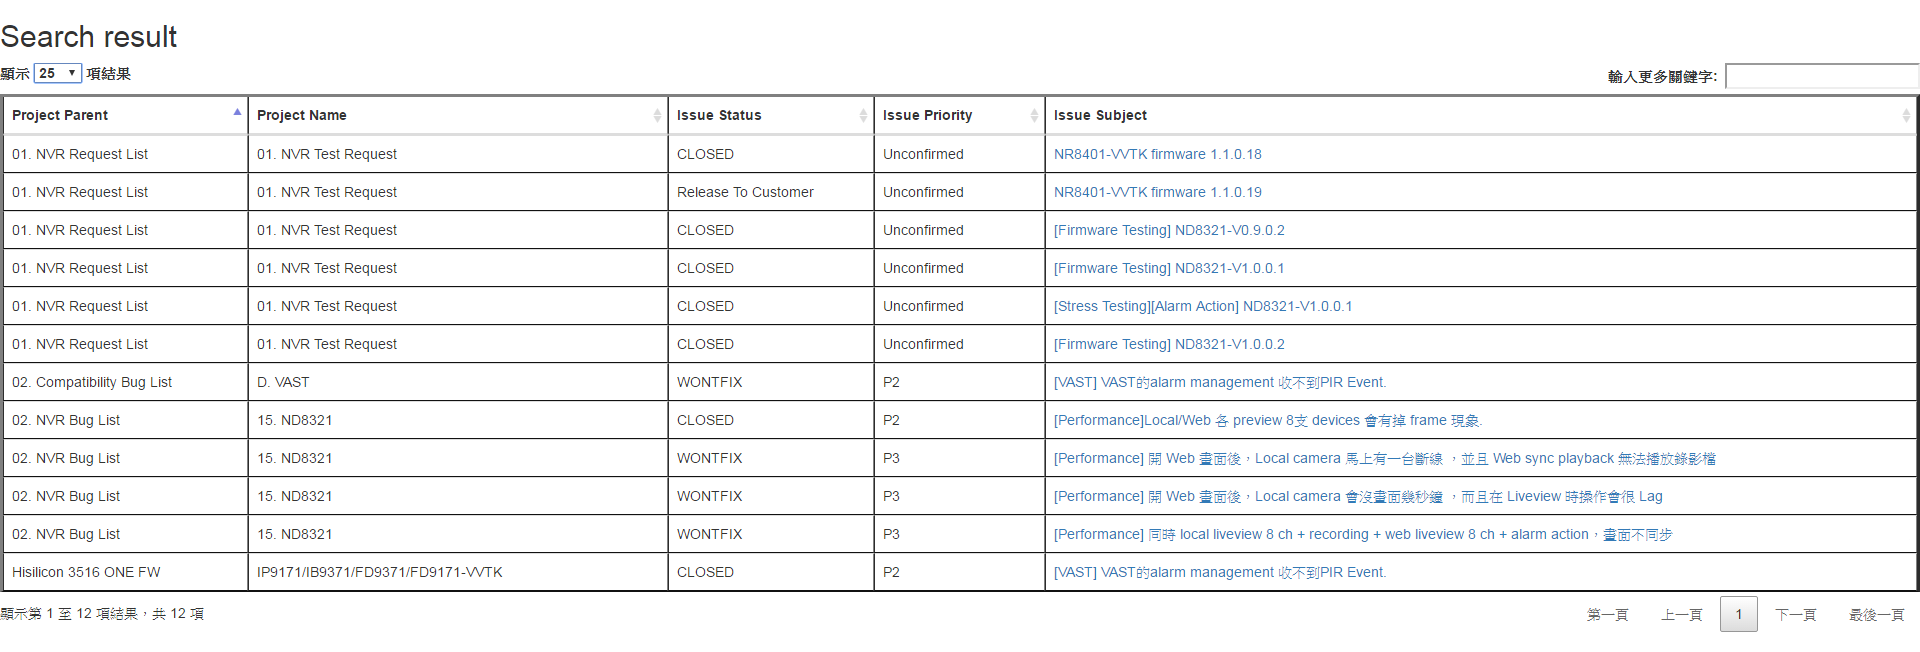 Search result
顯示 25 項結果
輸入更多關鍵字:
Project Parent Project Name Issue Status Issue Priority Issue Subject
01. NVR Request List 01. NVR Test Request CLOSED Unconfirmed NR8401-VVTK firmware 1.1.0.18
01. NVR Request List 01. NVR Test Request Release To Customer Unconfirmed NR8401-VVTK firmware 1.1.0.19
01. NVR Request List 01. NVR Test Request CLOSED Unconfirmed [Firmware Testing] ND8321-V0.9.0.2
01. NVR Request List 01. NVR Test Request CLOSED Unconfirmed [Firmware Testing] ND8321-V1.0.0.1
01. NVR Request List 01. NVR Test Request CLOSED Unconfirmed [Stress Testing][Alarm Action] ND8321-V1.0.0.1
01. NVR Request List 01. NVR Test Request CLOSED Unconfirmed [Firmware Testing] ND8321-V1.0.0.2
02. Compatibility Bug List D. VAST WONTFIX P2 [VAST] VAST的alarm management 收不到PIR Event.
02. NVR Bug List 15. ND8321 CLOSED P2 [Performance]Local/Web 各 preview 8支 devices 會有掉 frame 現象.
02. NVR Bug List 15. ND8321 WONTFIX P3 [Performance] 開 Web 畫面後，Local camera 馬上有一台斷線 ，並且 Web sync playback 無法播放錄影檔
02. NVR Bug List 15. ND8321 WONTFIX P3 [Performance] 開 Web 畫面後，Local camera 會沒畫面幾秒鐘 ，而且在 Liveview 時操作會很 Lag
02. NVR Bug List 15. ND8321 WONTFIX P3 [Performance] 同時 local liveview 8 ch + recording + web liveview 8 ch + alarm action，畫面不同步
Hisilicon 3516 ONE FW IP9171/IB9371/FD9371/FD9171-VVTK CLOSED P2 [VAST] VAST的alarm management 收不到PIR Event.
顯示第 1 至 12 項結果，共 12 項
第一頁 上一頁 1 下一頁 最後一頁